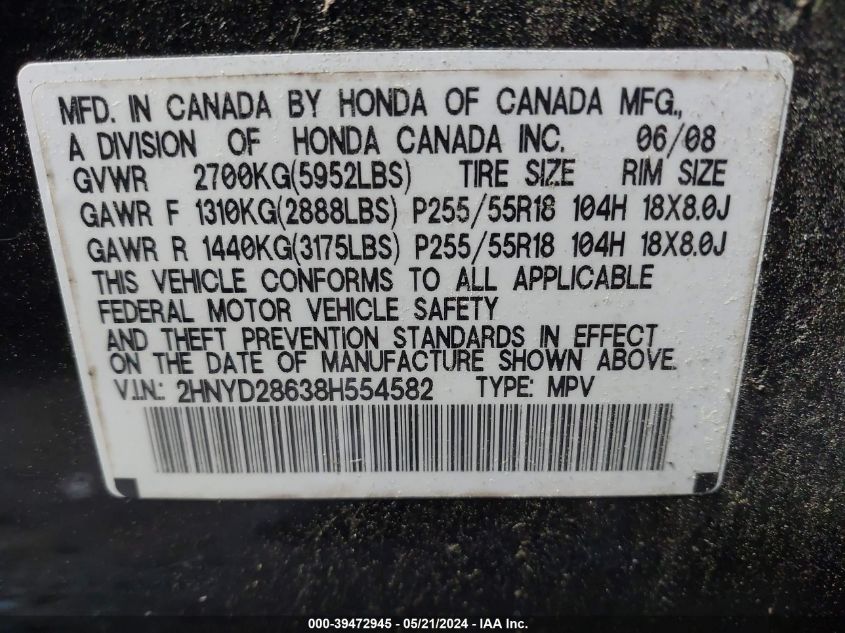 MFD. IN CANADA BY HONDA OF CANADA MFG.,
A DIVISION OF HONDA CANADA INC. 06/08
GVWR 2700KG(5952LBS) TIRE SIZE RIM SIZE
GAWR F 1310KG(2888LBS) P255/55R18 104H 18X8.0J
GAWR R 1440KG(3175LBS) P255/55R18 104H 18X8.0J
THIS VEHICLE CONFORMS TO ALL APPLICABLE
FEDERAL MOTOR VEHICLE SAFETY
AND THEFT PREVENTION STANDARDS IN EFFECT
ON THE DATE OF MANUFACTURE SHOWN ABOVE.
V.I.N.: 2HNYD28638H554582 TYPE: MPV
000-39472945 - 05/21/2024 - IAA Inc.